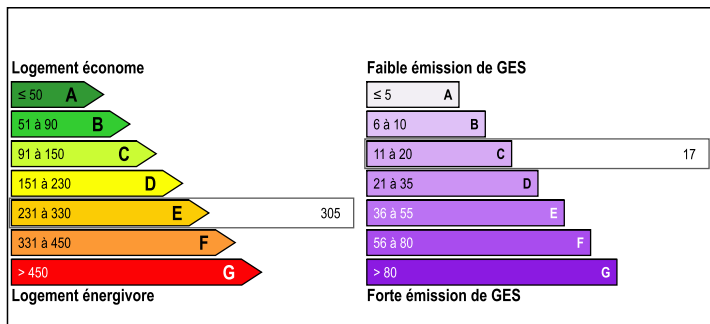 Logement économe
≤ 50 A
51 à 90 B
91 à 150 C
151 à 230 D
231 à 330 E 305
331 à 450 F
> 450 G
Logement énergivore
Faible émission de GES
≤ 5 A
6 à 10 B
11 à 20 C 17
21 à 35 D
36 à 55 E
56 à 80 F
> 80 G
Forte émission de GES